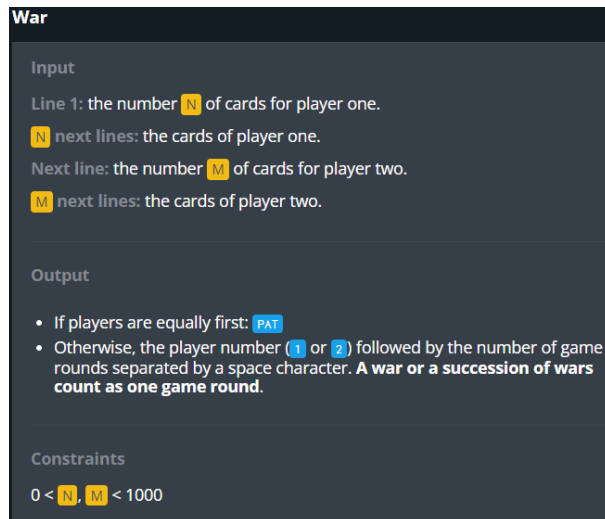 War
Input
Line 1: the number N of cards for player one.
N next lines: the cards of player one.
Next line: the number M of cards for player two.
M next lines: the cards of player two.
Output
• If players are equally first: PAT
• Otherwise, the player number (1 or 2) followed by the number of game
rounds separated by a space character. A war or a succession of wars
count as one game round.
Constraints
0 < N, M < 1000